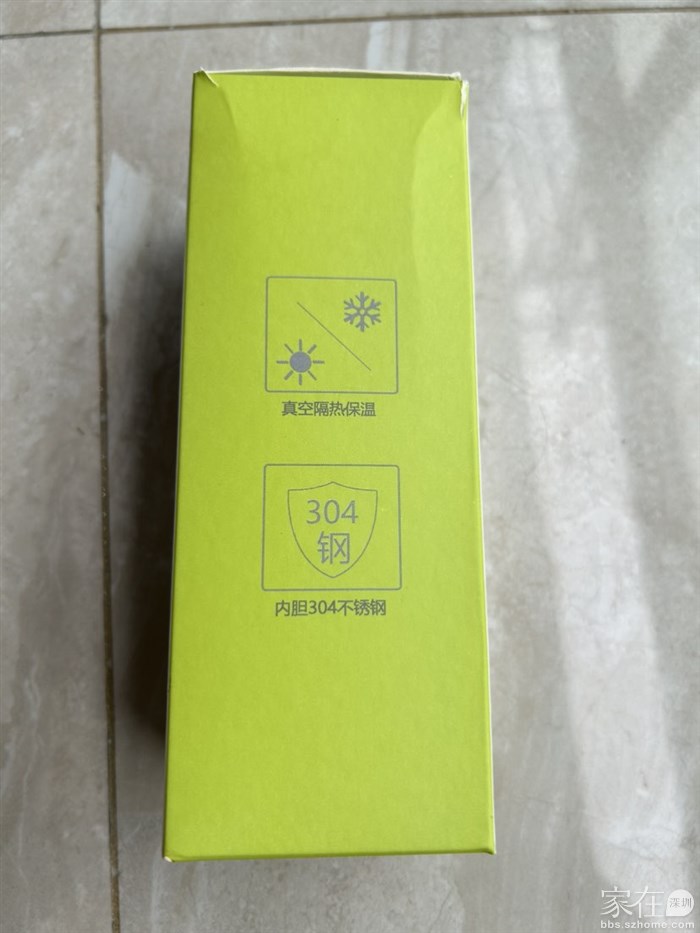 真空隔热保温
304
钢
内胆304不锈钢
家在深圳
bbs.szhome.com